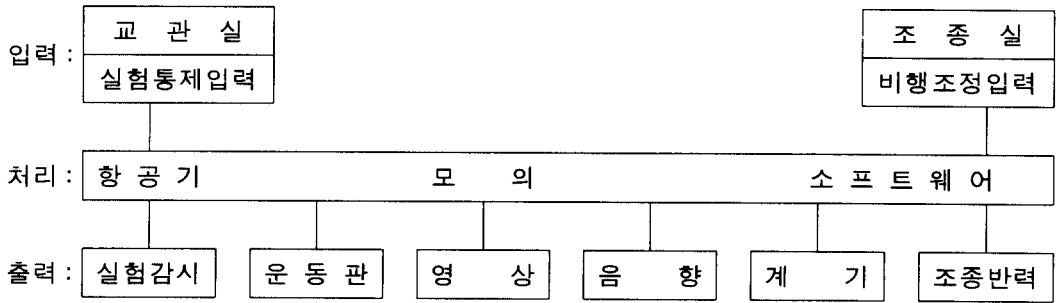 교 관 실 조 종 실
입력 :
실험통제입력 비행조정입력
처리 : 항 공 기 모 의 소 프 트 웨 어
출력 : 실험감시 운 동 판 영 상 음 향 계 기 조종반력